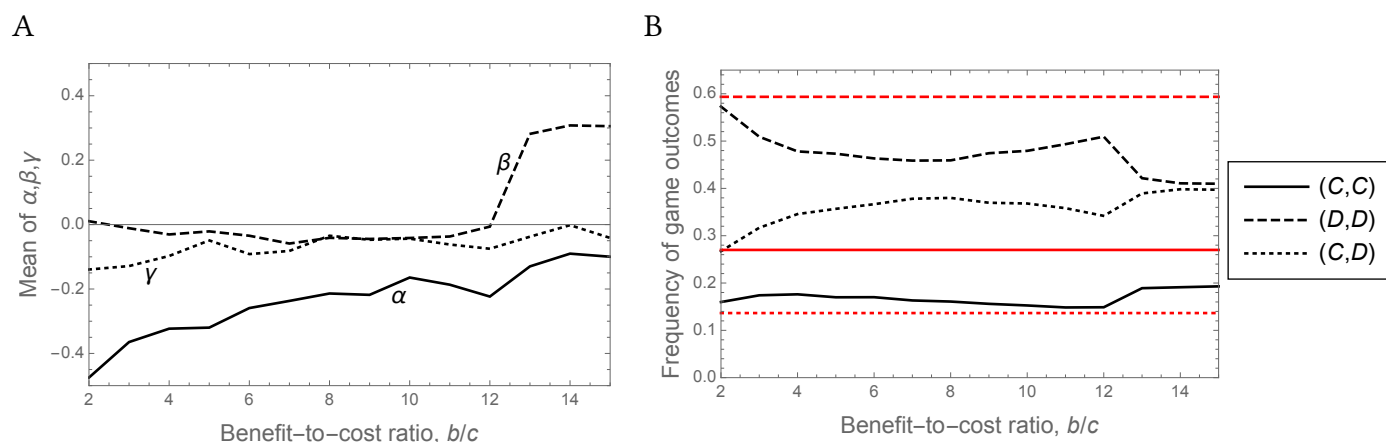 A
Mean of α,β,γ
0.4
0.2
0.0
−0.2
−0.4
β
γ
α
2
4
6
8
10
12
14
Benefit−to−cost ratio, b/c
B
Frequency of game outcomes
0.6
0.5
0.4
0.3
0.2
0.1
0.0
2
4
6
8
10
12
14
Benefit−to−cost ratio, b/c
(C,C)
(D,D)
(C,D)